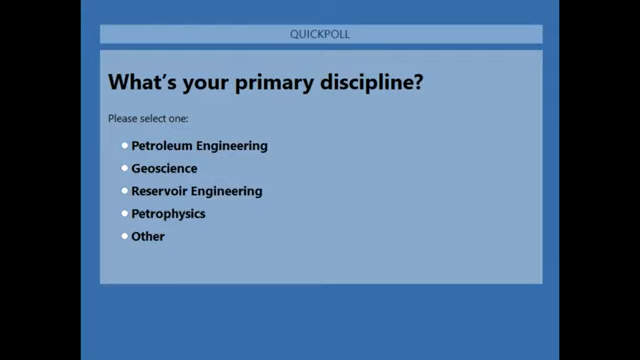 QUICKPOLL
What's your primary discipline?
Please select one:
Petroleum Engineering
Geoscience
Reservoir Engineering
Petrophysics
Other